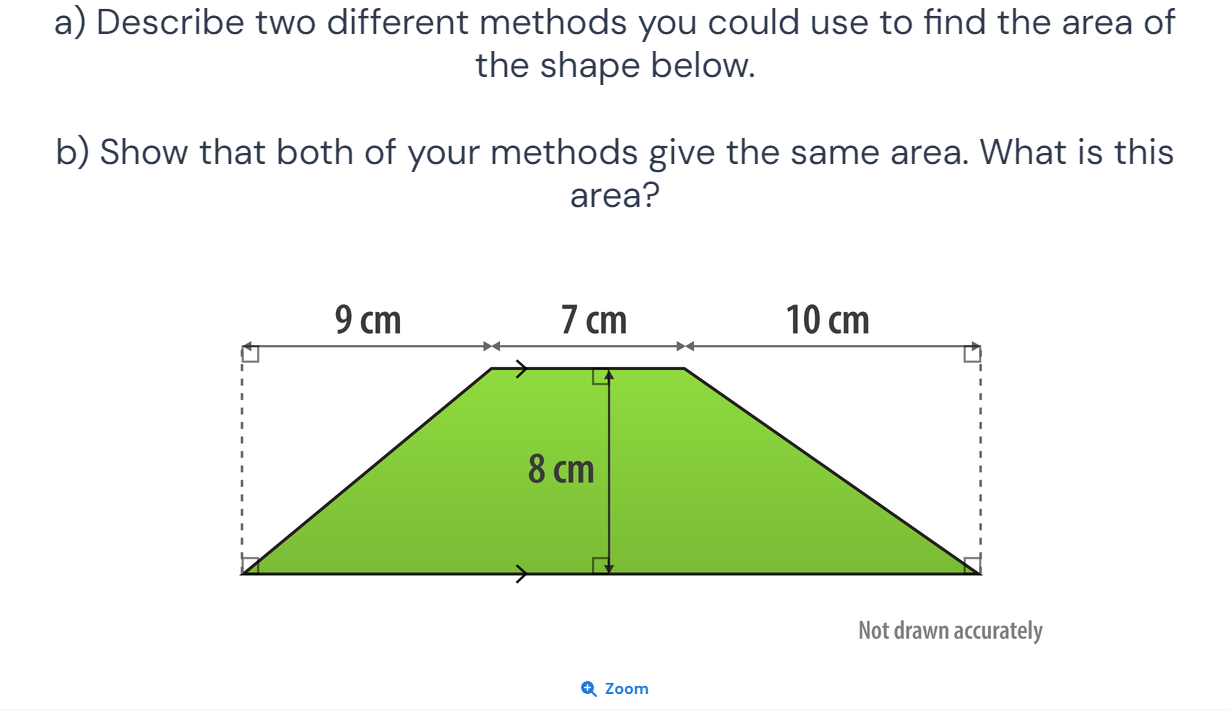 a) Describe two different methods you could use to find the area of
the shape below.
b) Show that both of your methods give the same area. What is this
area?
9 cm 7 cm 10 cm
8 cm
Not drawn accurately
Zoom